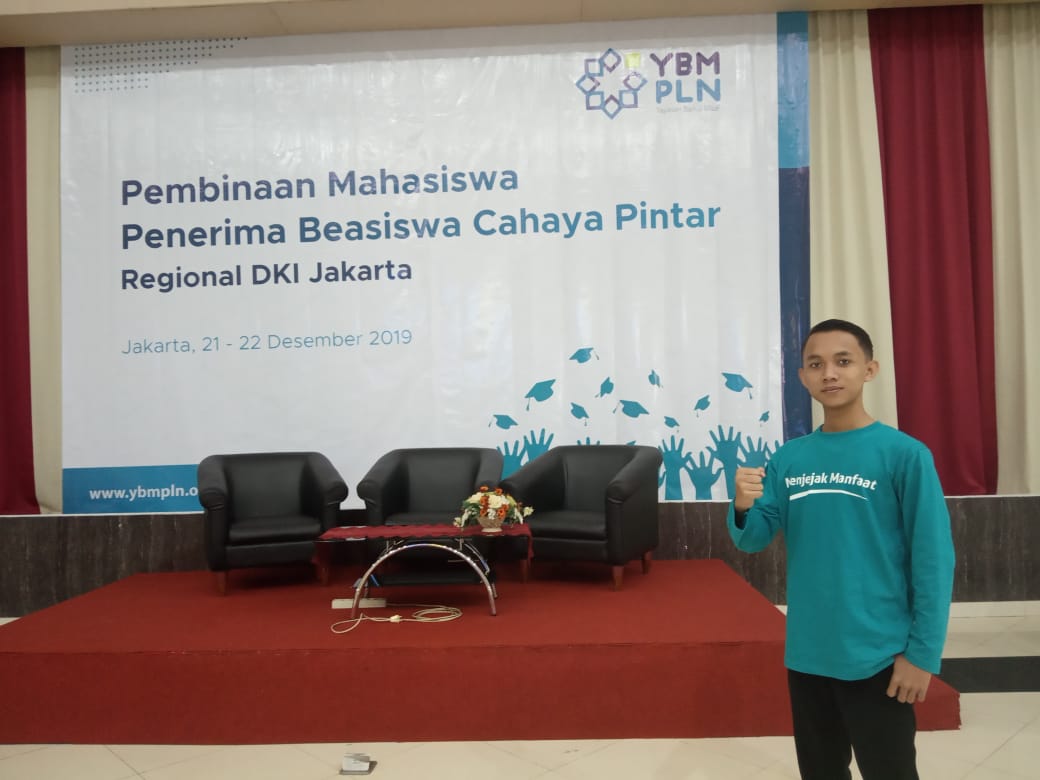 YBM
PLN
Pembinaan Mahasiswa
Penerima Beasiswa Cahaya Pintar
Regional DKI Jakarta
Jakarta, 21 - 22 Desember 2019
www.ybmpln.o
Penjejak Manfaat